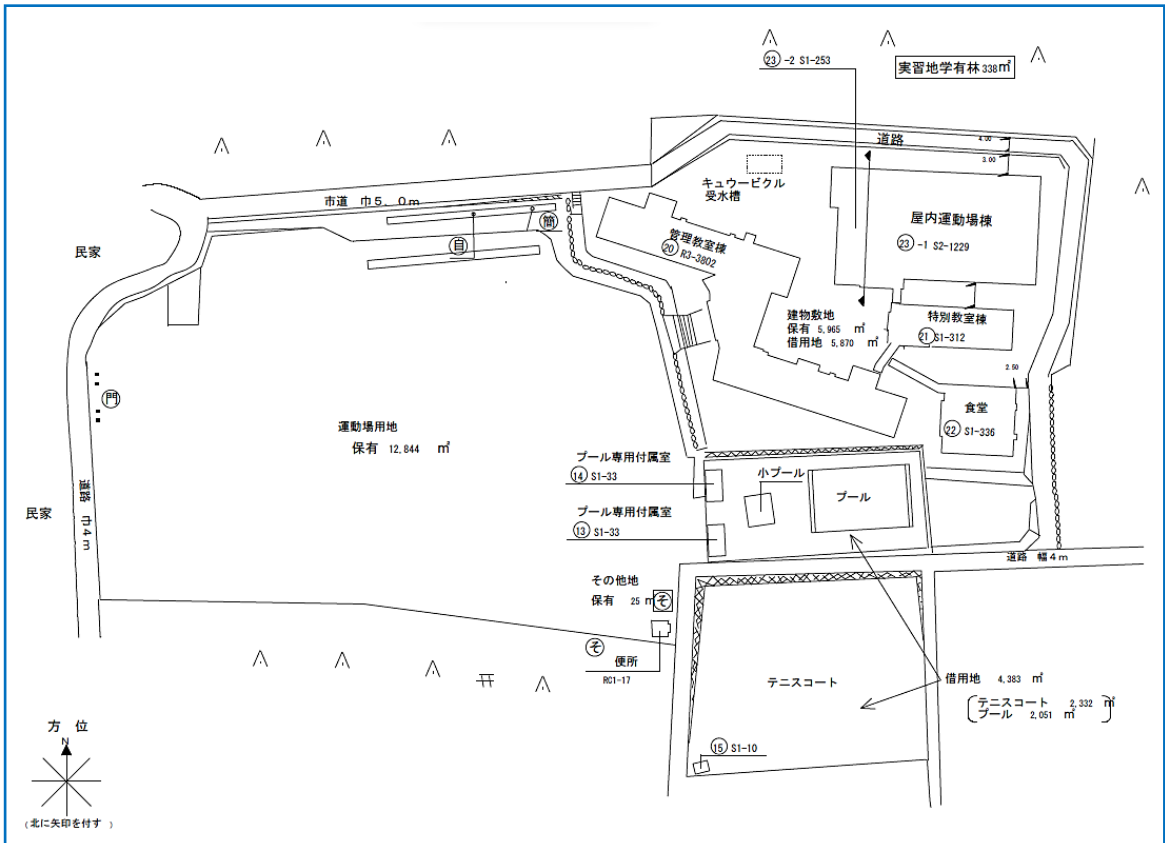 ㉓-2 S1-253
実習地学有林338㎡
道路
4.00
3.00
キュウービクル
受水槽
市道 巾5.0m
簡
自
屋内運動場棟
㉓-1 S2-1229
管理教室棟
⑳ R3-3802
民家
建物敷地
保有 5,965 ㎡
借用地 5,870 ㎡
特別教室棟
㉑ S1-312
2.50
門
食堂
㉒ S1-336
運動場用地
保有 12,844 ㎡
プール専用付属室
⑭ S1-33
小プール
プール
道路 巾4m
民家
プール専用付属室
⑬ S1-33
道路 幅4m
その他地
保有 25 ㎡ そ
そ 便所
RC1-17
テニスコート
借用地 4,383 ㎡
テニスコート 2,332 ㎡
プール 2,051 ㎡
⑮ S1-10
方 位
N
(北に矢印を付す )